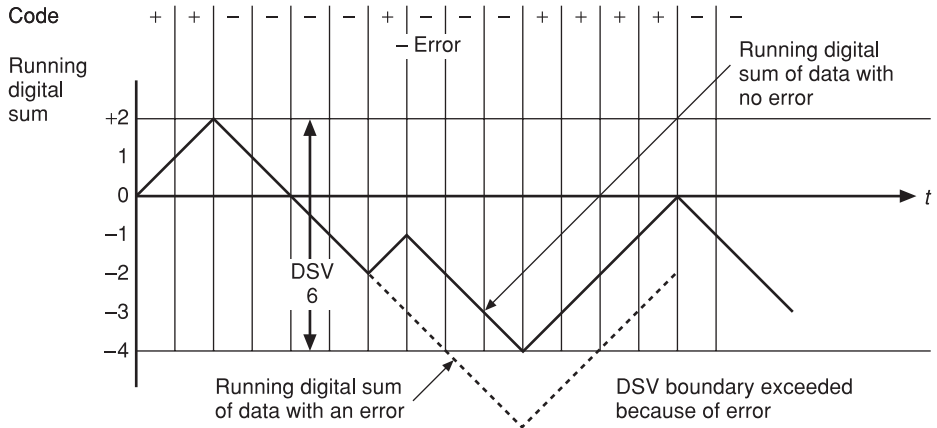 Code + + − − − − + − − − + + + + − −
− Error
Running
digital
sum
Running digital
sum of data with
no error
+2
1
0
−1
−2
−3
−4
t
DSV
6
Running digital sum
of data with an error
DSV boundary exceeded
because of error